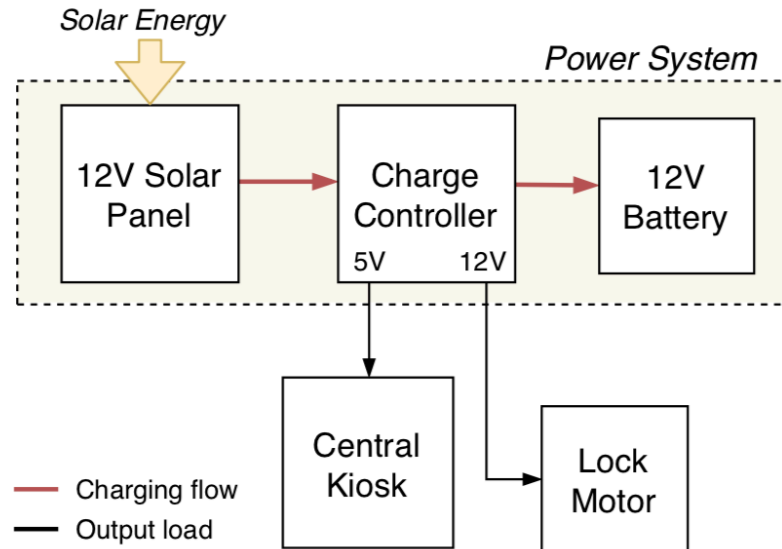 Solar Energy
Power System
12V Solar
Panel
Charge
Controller
5V
12V
12V
Battery
Central
Kiosk
Lock
Motor
Charging flow
Output load